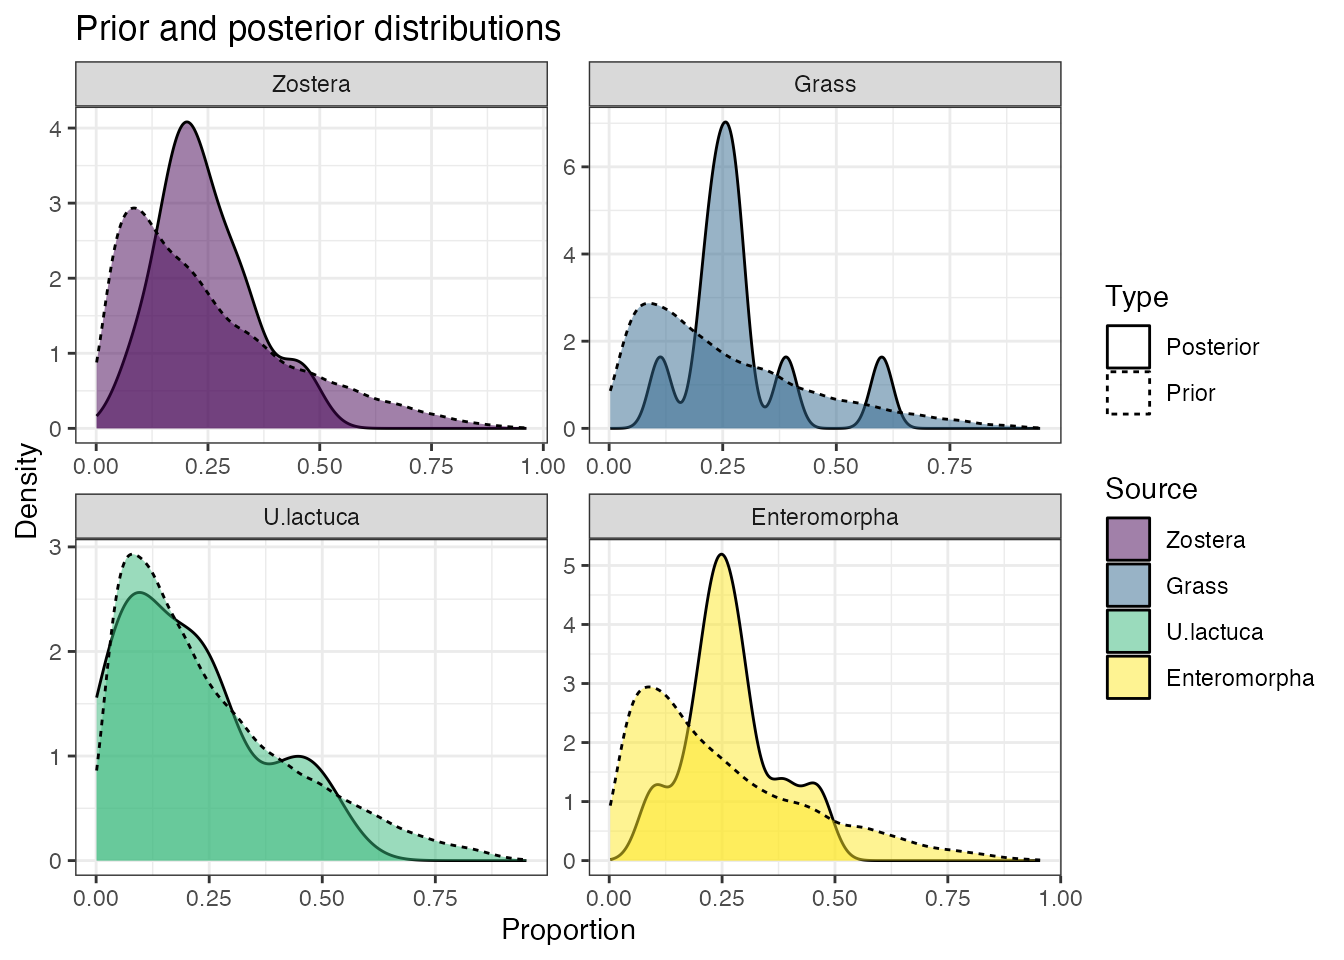 Prior and posterior distributions
Zostera
Grass
4
3
2
1
0
0.00 0.25 0.50 0.75 1.00
6
4
2
0
0.00 0.25 0.50 0.75
U.lactuca
Enteromorpha
3
2
1
0
0.00 0.25 0.50 0.75
5
4
3
2
1
0
0.00 0.25 0.50 0.75 1.00
Density
Proportion
Type
Posterior
Prior
Source
Zostera
Grass
U.lactuca
Enteromorpha